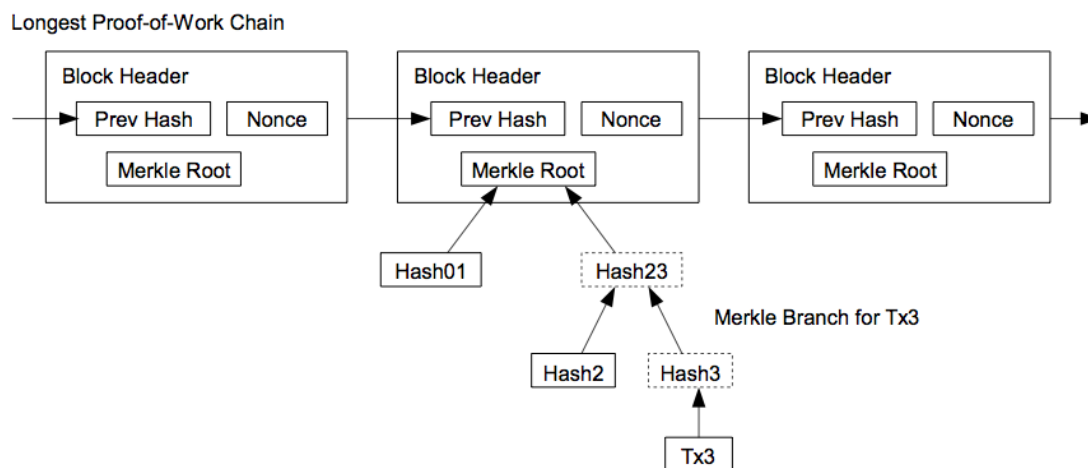 Longest Proof-of-Work Chain
Block Header
Prev Hash
Nonce
Merkle Root
Block Header
Prev Hash
Nonce
Merkle Root
Block Header
Prev Hash
Nonce
Merkle Root
Hash01
Hash23
Merkle Branch for Tx3
Hash2
Hash3
Tx3